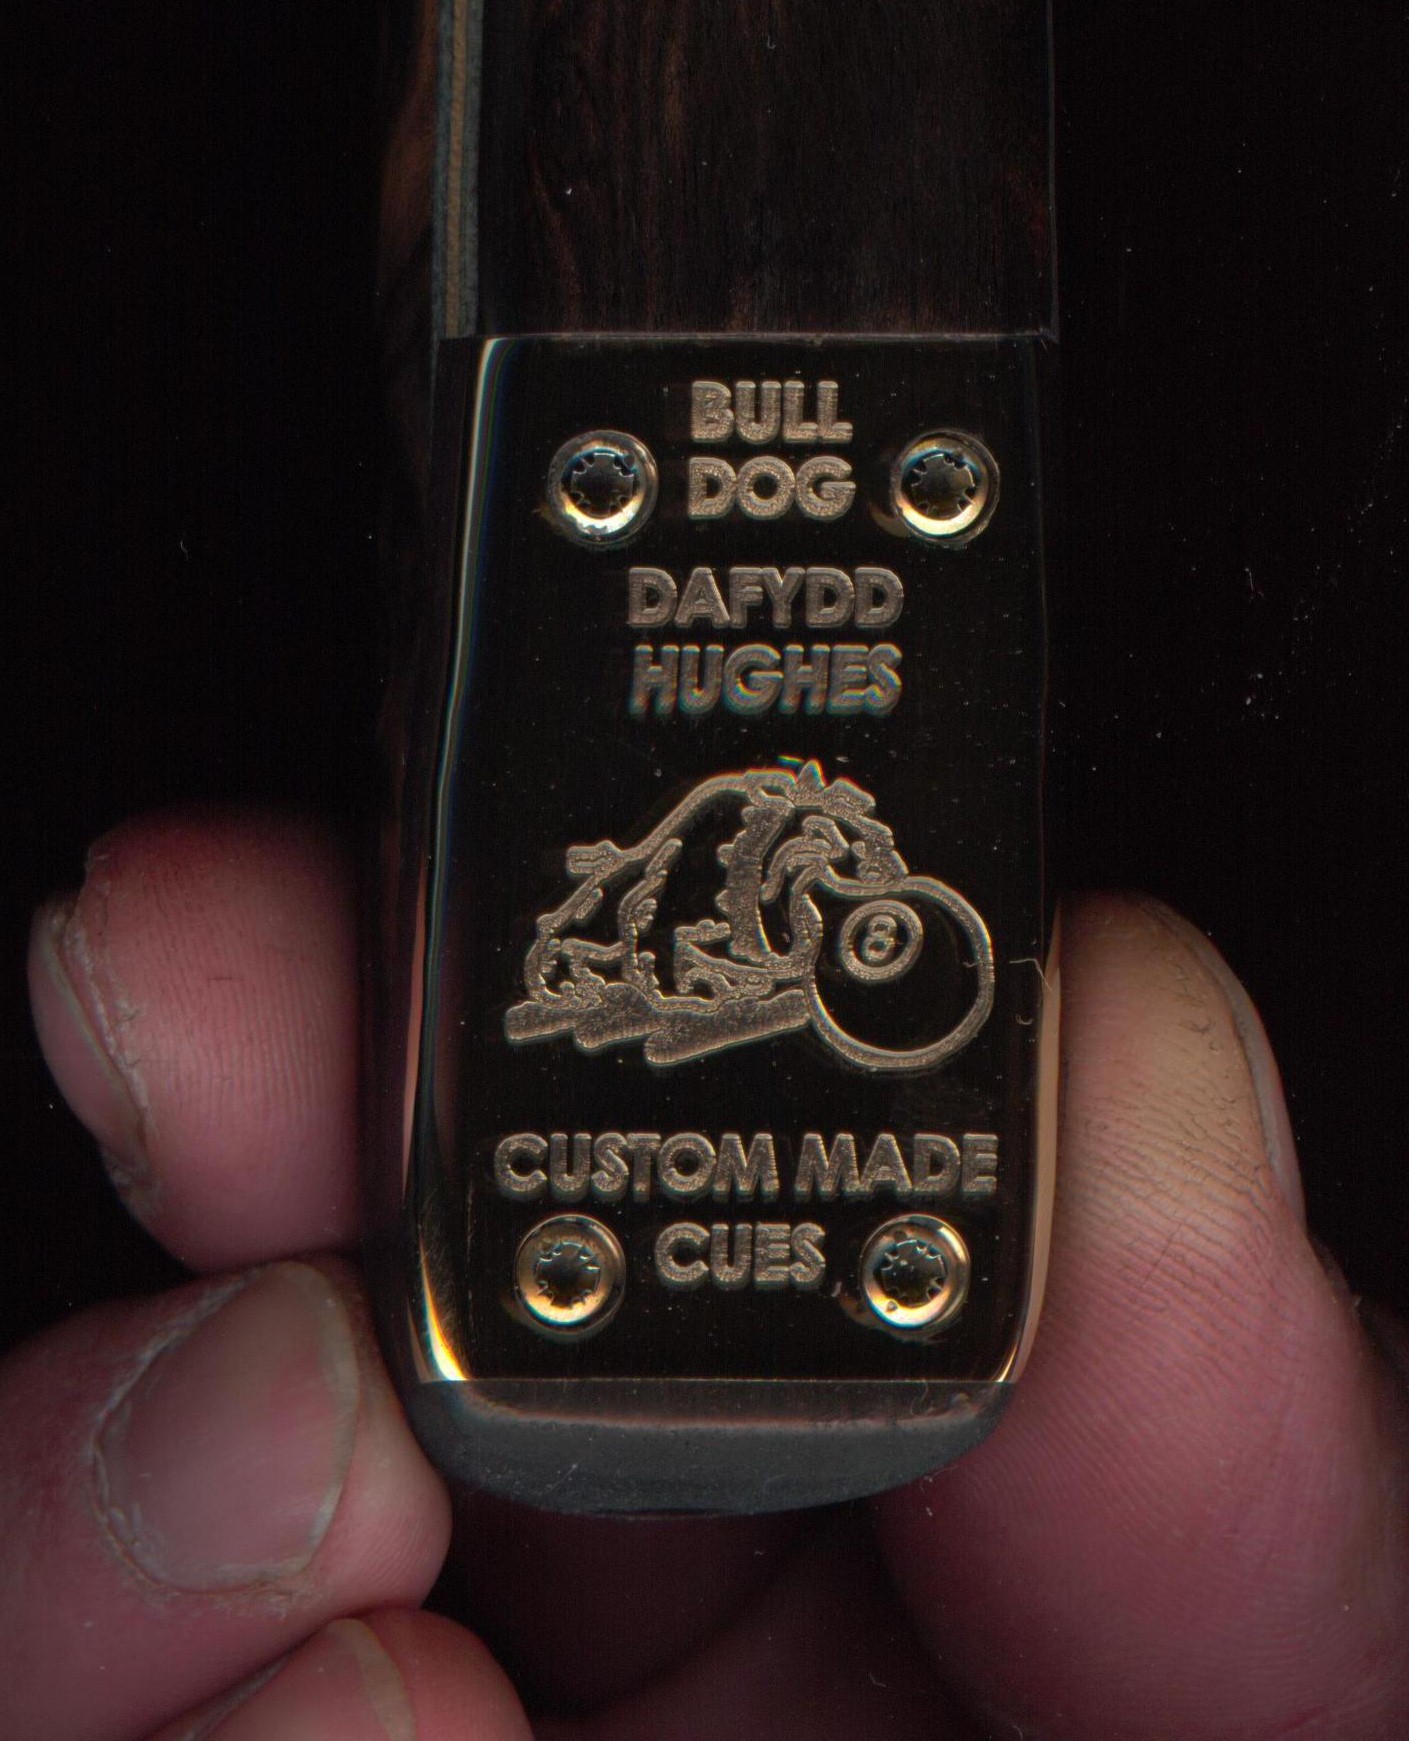 BULL
DOG
DAFYDD
HUGHES
8
CUSTOM MADE
CUES